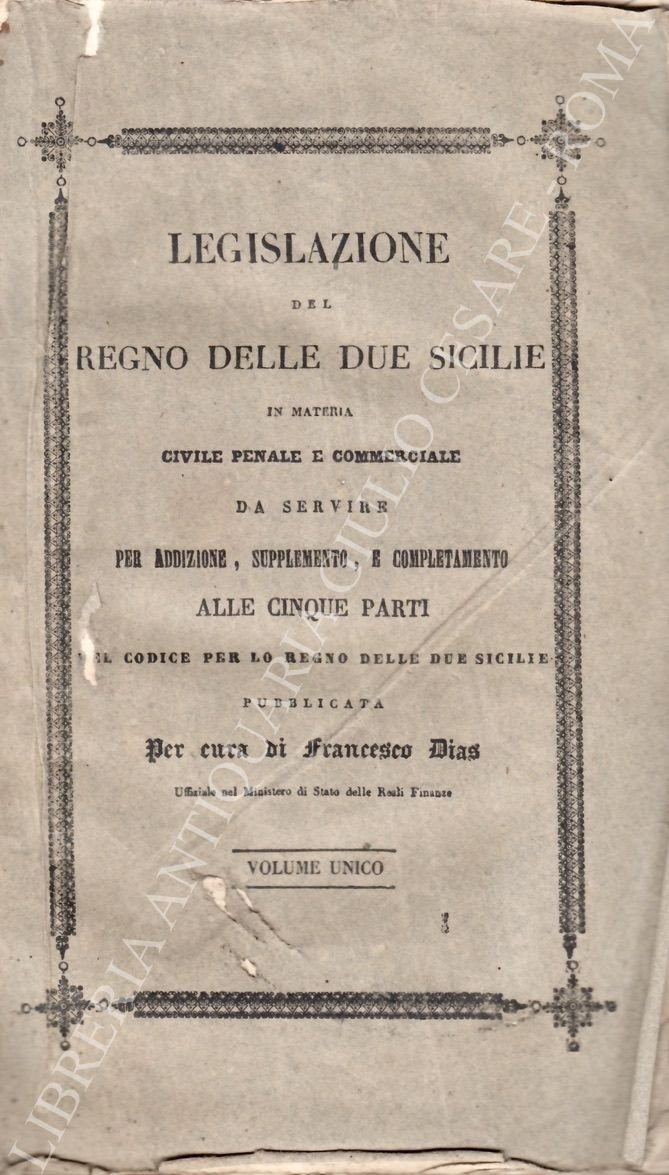 LEGISLAZIONE
DEL
REGNO DELLE DUE SICILIE
IN MATERIA
CIVILE PENALE E COMMERCIALE
DA SERVIRE
PER ADDIZIONE, SUPPLEMENTO, E COMPLETAMENTO
ALLE CINQUE PARTI
CODICE PER LO REGNO DELLE DUE SICILIE
PUBBLICATA
Per cura di Francesco Dias
Uffiziale nel Ministero di Stato delle Reali Finanze
VOLUME UNICO
LIBRERIA ANTIQUARIA GIULIO CESARE - ROMA